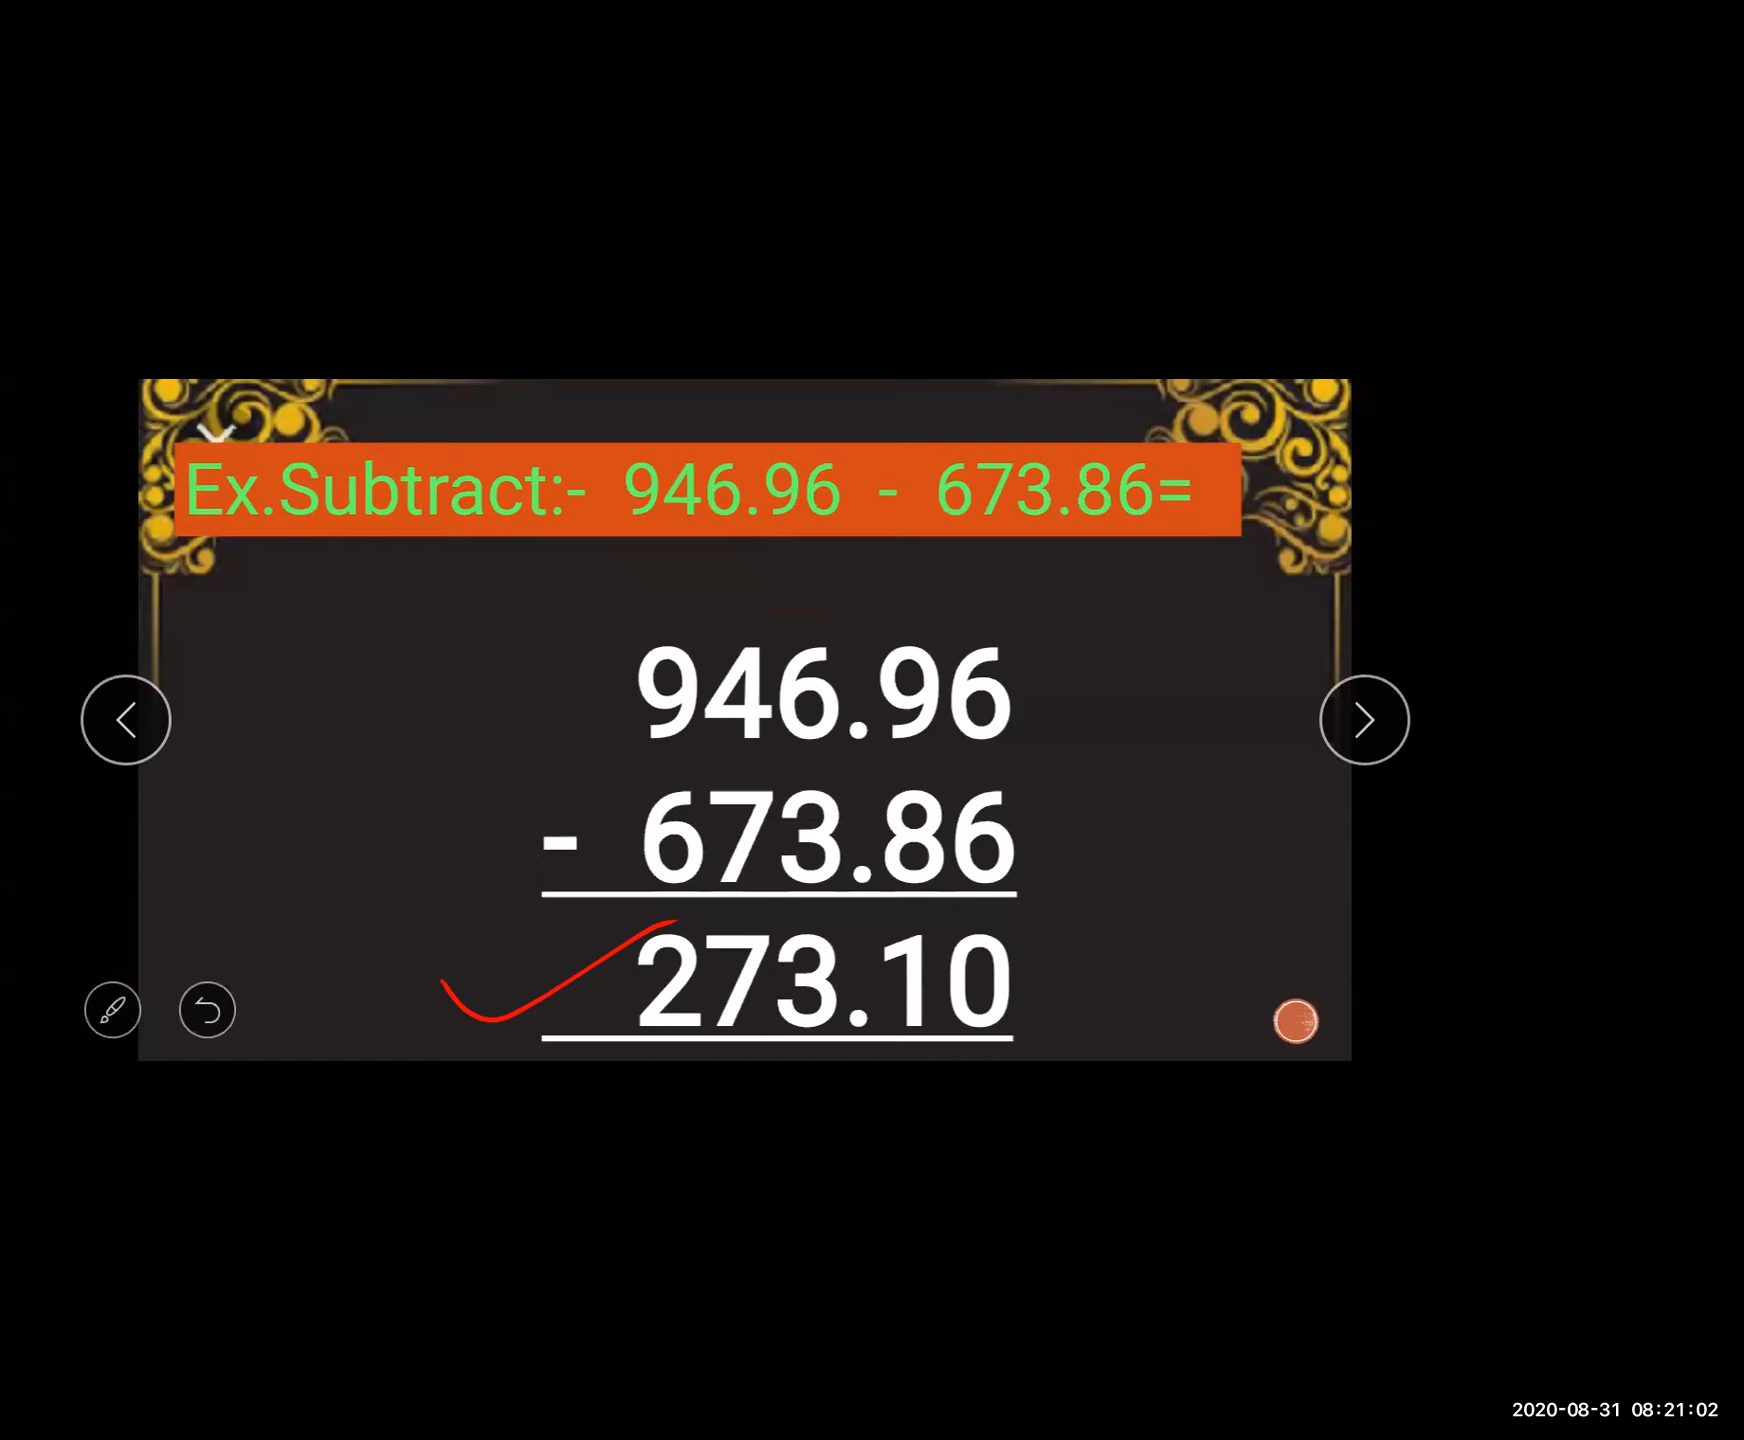 Ex.Subtract:- 946.96 - 673.86=
946.96
- 673.86
273.10
2020-08-31 08:21:02